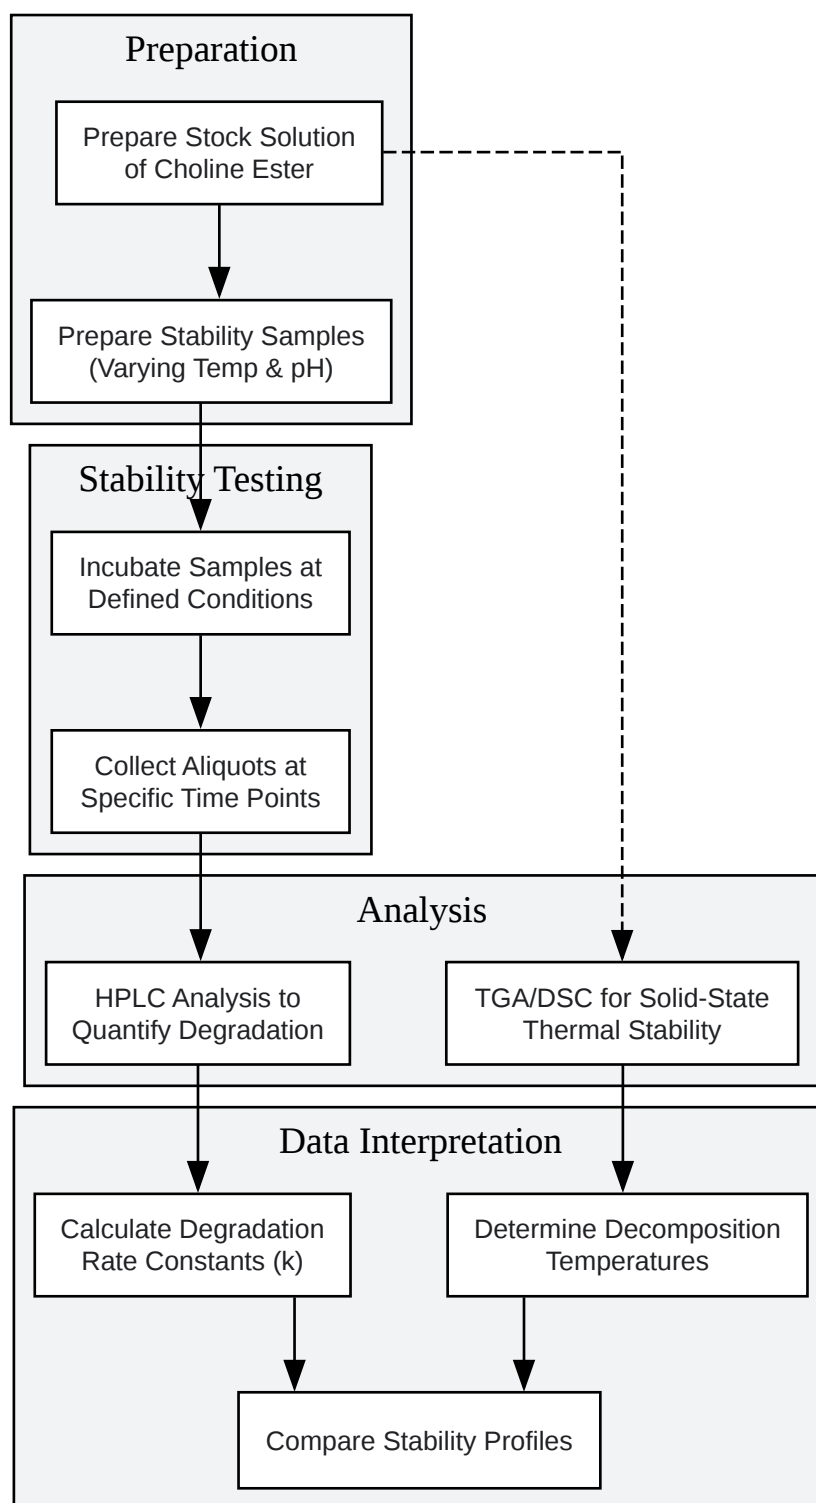 Preparation
Prepare Stock Solution
of Choline Ester
Prepare Stability Samples
(Varying Temp & pH)
Stability Testing
Incubate Samples at
Defined Conditions
Collect Aliquots at
Specific Time Points
Analysis
HPLC Analysis to
Quantify Degradation
TGA/DSC for Solid-State
Thermal Stability
Data Interpretation
Calculate Degradation
Rate Constants (k)
Determine Decomposition
Temperatures
Compare Stability Profiles